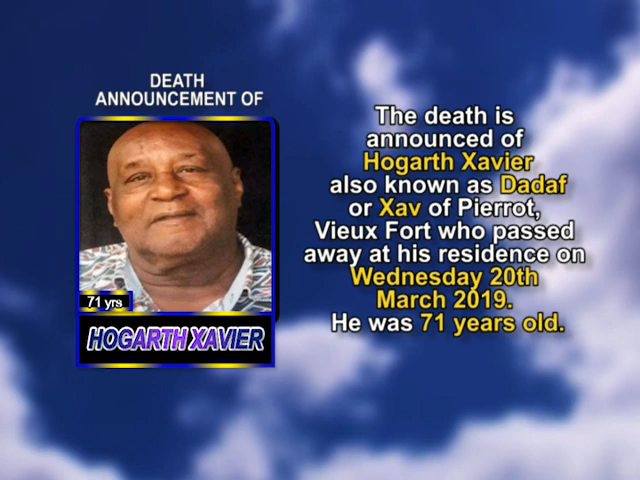 DEATH
ANNOUNCEMENT OF
71 yrs
HOGARTH XAVIER
The death is
announced of
Hogarth Xavier
also known as Dadaf
or Xav of Pierrot,
Vieux Fort who passed
away at his residence on
Wednesday 20th
March 2019.
He was 71 years old.